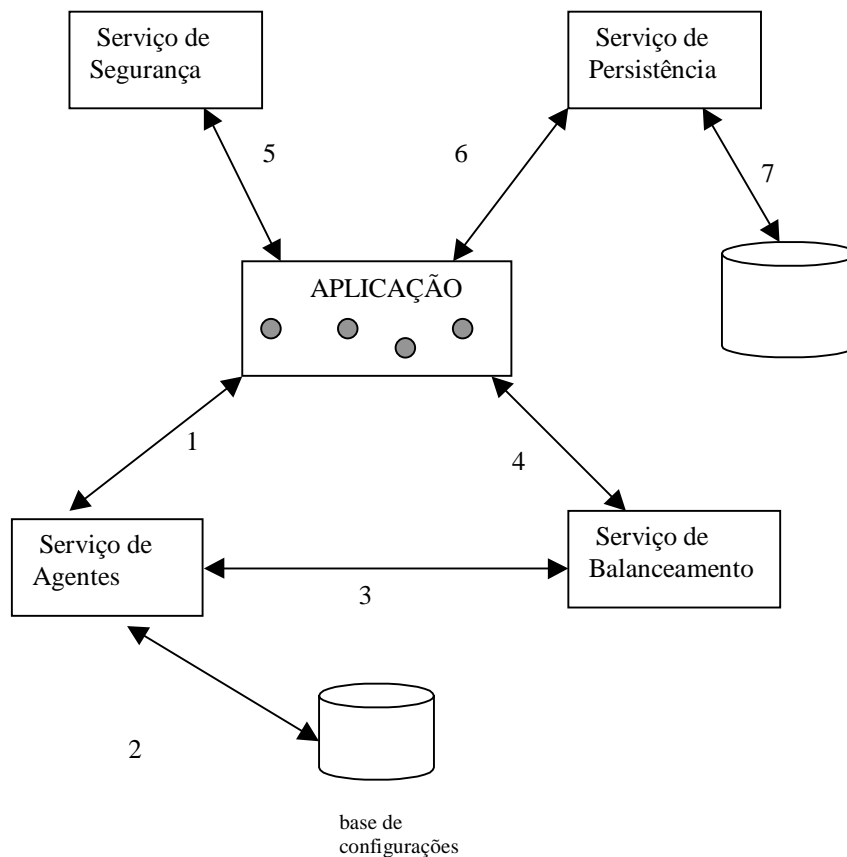 Serviço de
Segurança
Serviço de
Persistência
5
6
7
APLICAÇÃO
1
4
Serviço de
Agentes
Serviço de
Balanceamento
3
2
base de
configurações